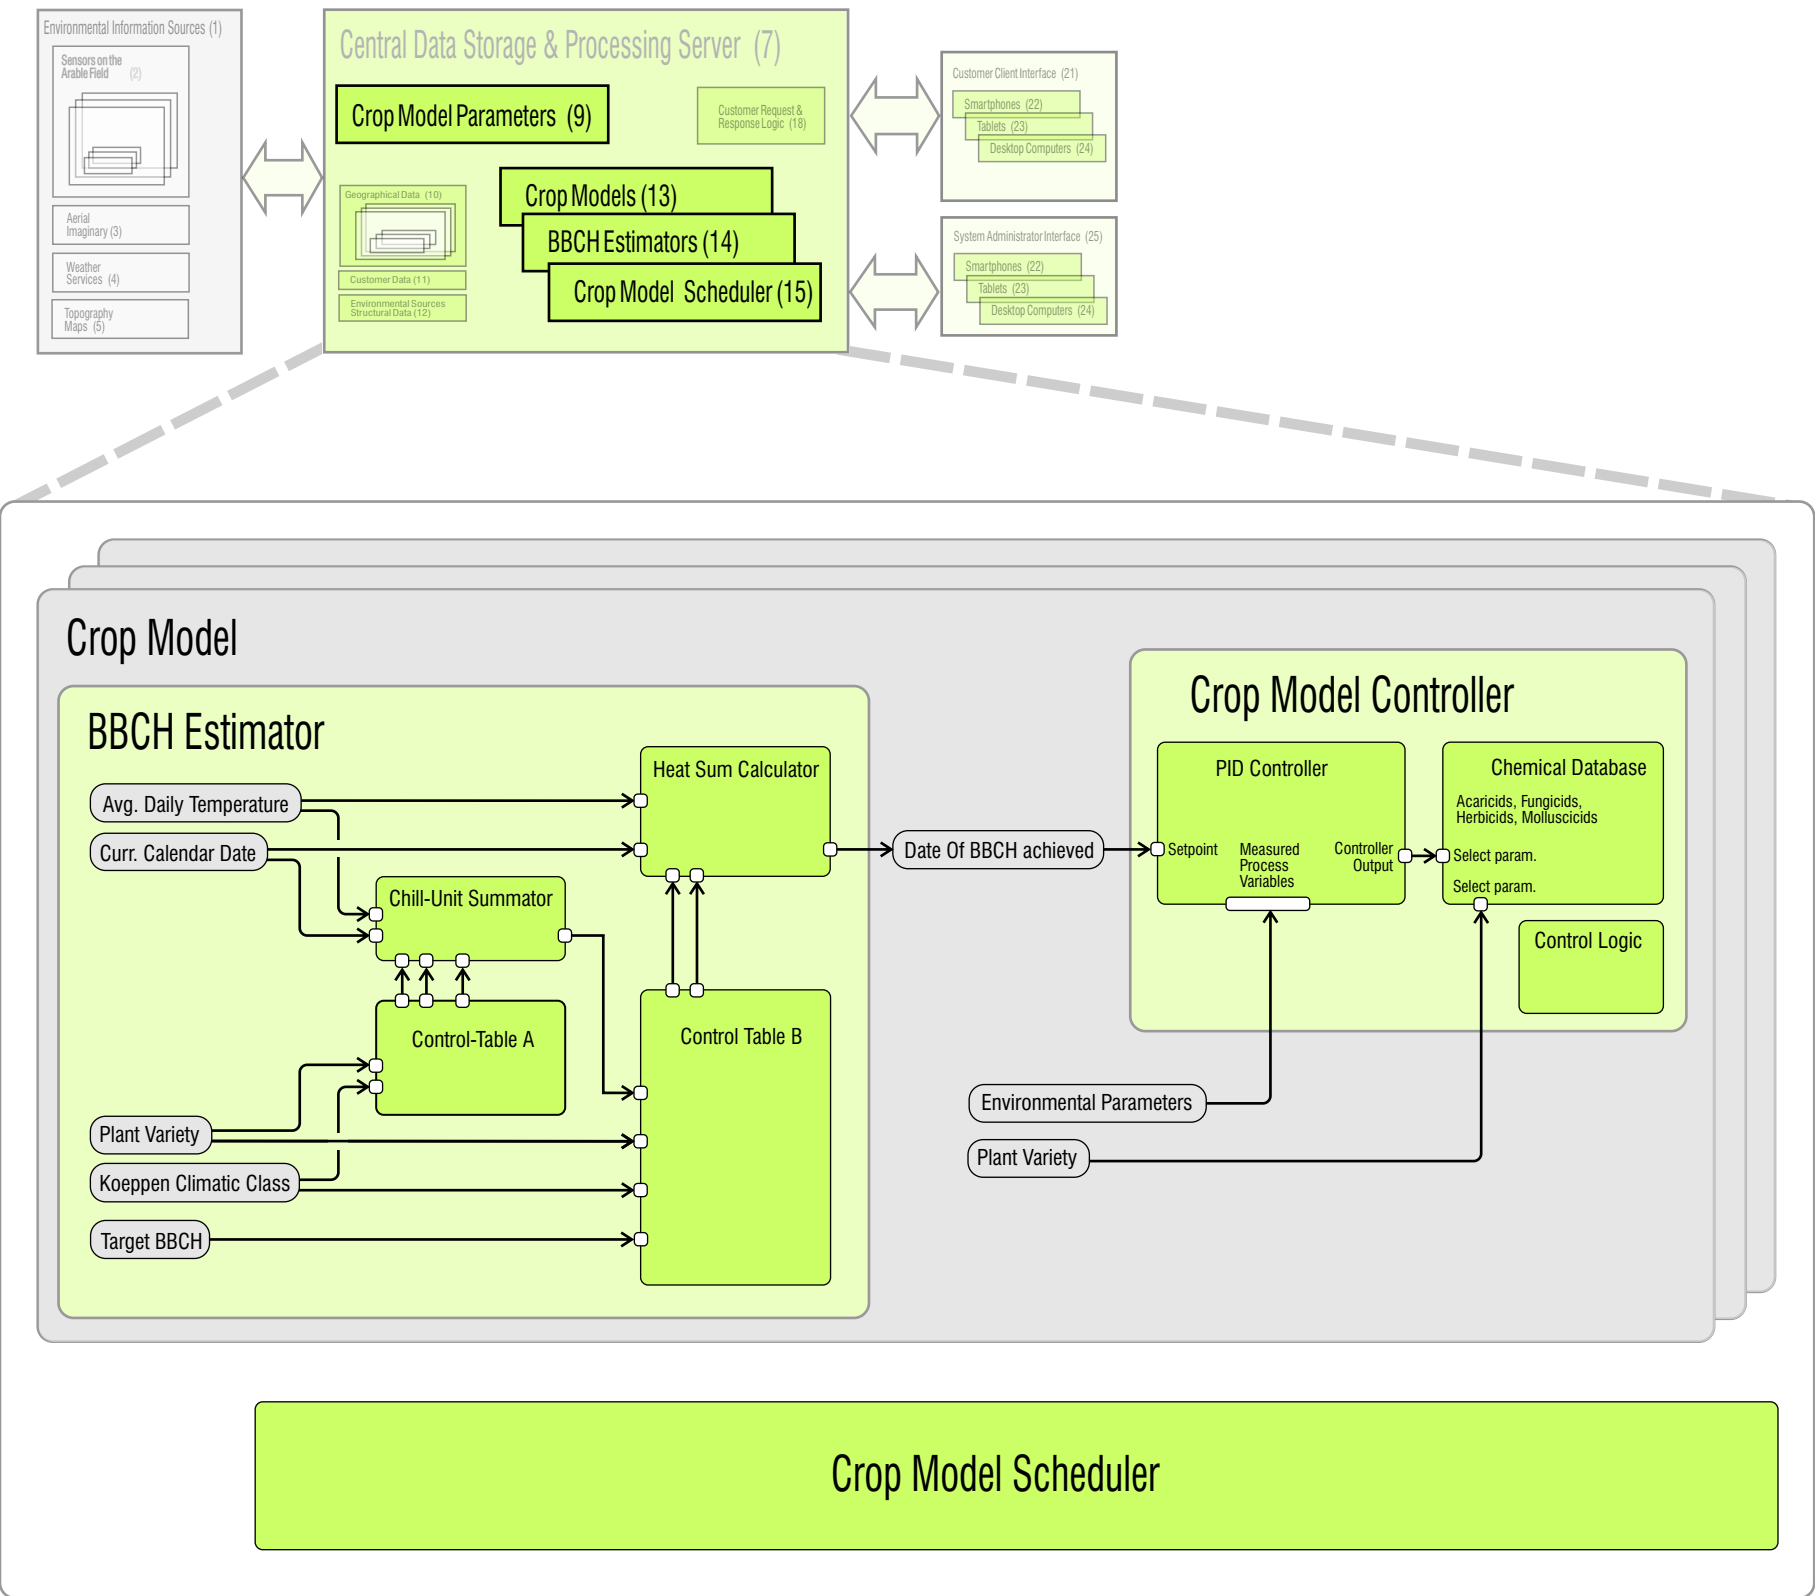 Environmental Information Sources (1)
Sensors on the
Arable Field (2)
Aerial
Imaginary (3)
Weather
Services (4)
Topography
Maps (5)
Central Data Storage & Processing Server (7)
Crop Model Parameters (9)
Customer Request &
Response Logic (18)
Geographical Data (10)
Customer Data (11)
Environmental Sources
Structural Data (12)
Crop Models (13)
BBCH Estimators (14)
Crop Model Scheduler (15)
Customer Client Interface (21)
Smartphones (22)
Tablets (23)
Desktop Computers (24)
System Administrator Interface (25)
Smartphones (22)
Tablets (23)
Desktop Computers (24)
Crop Model
BBCH Estimator
Avg. Daily Temperature
Curr. Calendar Date
Heat Sum Calculator
Chill-Unit Summator
Control-Table A
Control Table B
Plant Variety
Koeppen Climatic Class
Target BBCH
Date Of BBCH achieved
Crop Model Controller
PID Controller
Setpoint
Measured
Process
Variables
Controller
Output
Chemical Database
Acaricids, Fungicids,
Herbicids, Molluscicids
Select param.
Select param.
Control Logic
Environmental Parameters
Plant Variety
Crop Model Scheduler